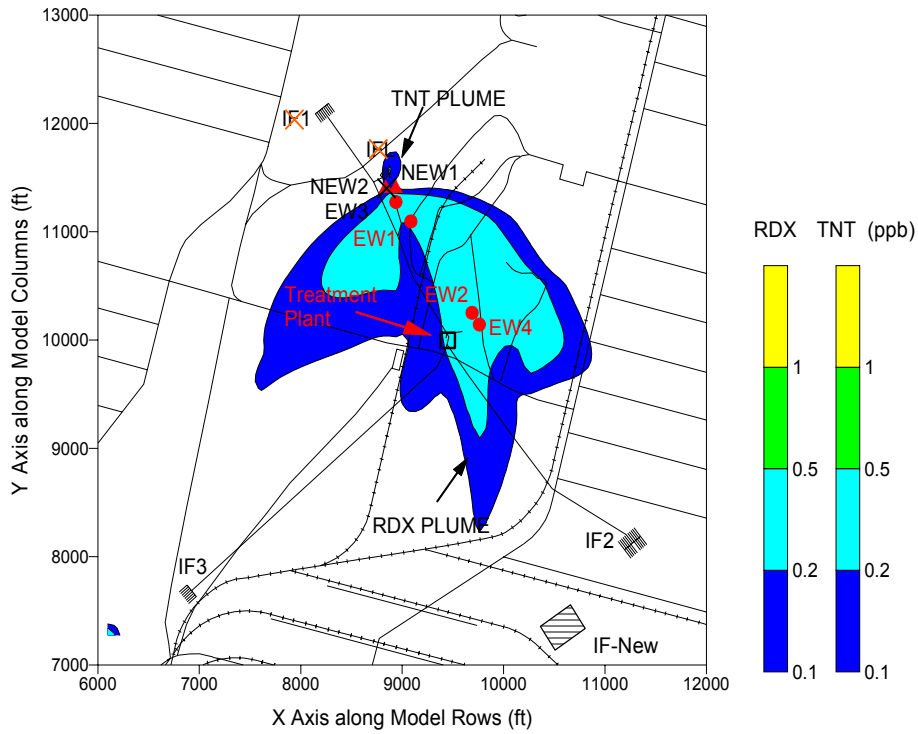 13000
12000
11000
10000
9000
8000
7000
Y Axis along Model Columns (ft)
6000
7000
8000
9000
10000
11000
12000
X Axis along Model Rows (ft)
TNT PLUME
IF1
NEW1
NEW2
EW3
EW1
EW2
EW4
Treatment
Plant
RDX PLUME
IF2
IF3
IF-New
RDX TNT (ppb)
1 1
0.5 0.5
0.2 0.2
0.1 0.1